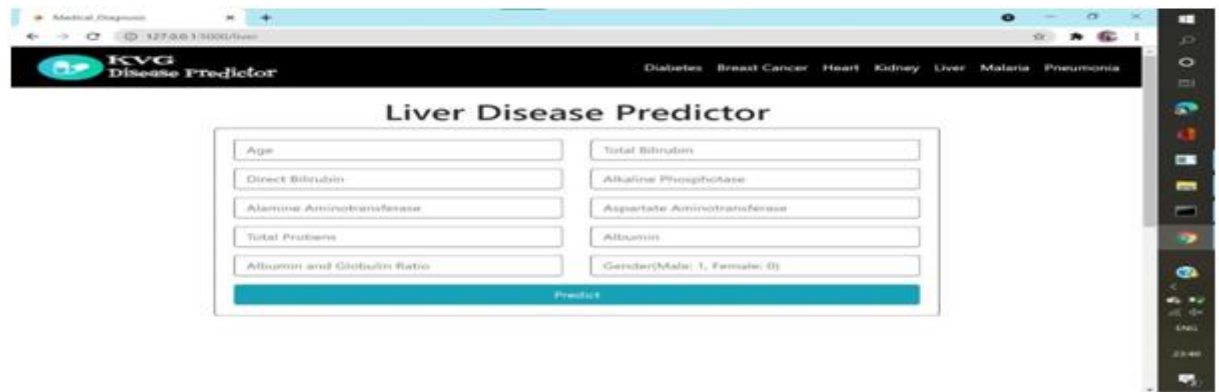 Medical_Diagnosis
127.0.0.1:5000/liver
KVG
Disease Predictor
Diabetes Breast Cancer Heart Kidney Liver Malaria Pneumonia
Liver Disease Predictor
Age Total Bilirubin
Direct Bilirubin Alkaline Phosphotase
Alamine Aminotransferase Aspartate Aminotransferase
Total Protiens Albumin
Albumin and Globulin Ratio Gender(Male: 1, Female: 0)
Predict
ENG
23:40